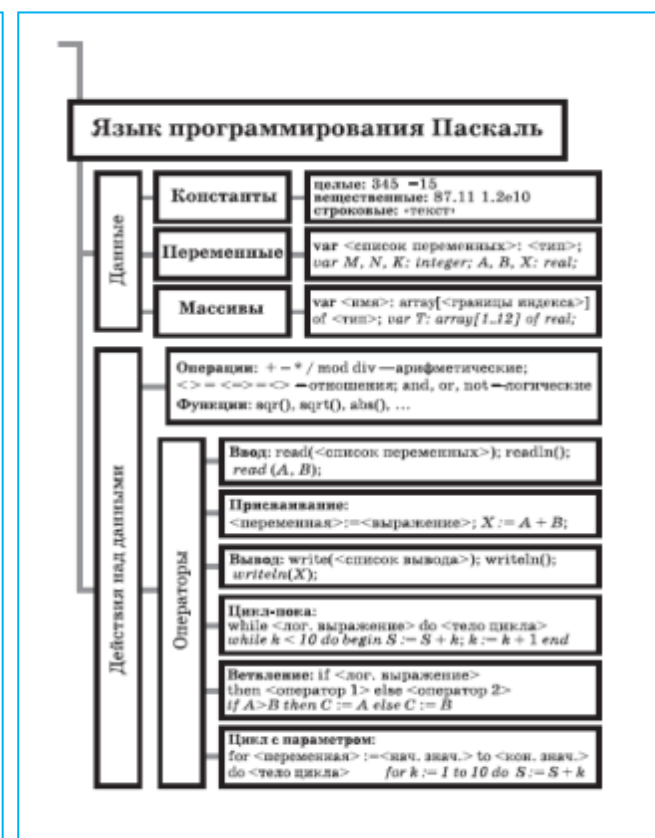 Язык программирования Паскаль
Данные
Константы
целые: 345 –15
вещественные: 87.11 1.2e10
строковые: ‹текст›
Переменные
var <список переменных>: <тип>;
var M, N, K: integer; A, B, X: real;
Массивы
var <имя>: array[<границы индекса>]
of <тип>; var T: array[1..12] of real;
Действия над данными
Операции: + – * / mod div — арифметические;
< > = <=> = <> — отношения; and, or, not — логические
Функции: sqr(), sqrt(), abs(), ...
Операторы
Ввод: read(<список переменных>); readln();
read (A, B);
Присваивание:
<переменная>:=<выражение>; X := A + B;
Вывод: write(<список вывода>); writeln();
writeln(X);
Цикл-пока:
while <лог. выражение> do <тело цикла>
while k < 10 do begin S := S + k; k := k + 1 end
Ветвление: if <лог. выражение>
then <оператор 1> else <оператор 2>
if A>B then C := A else C := B
Цикл с параметром:
for <переменная> :=<нач. знач.> to <кон. знач.>
do <тело цикла> for k := 1 to 10 do S := S + k